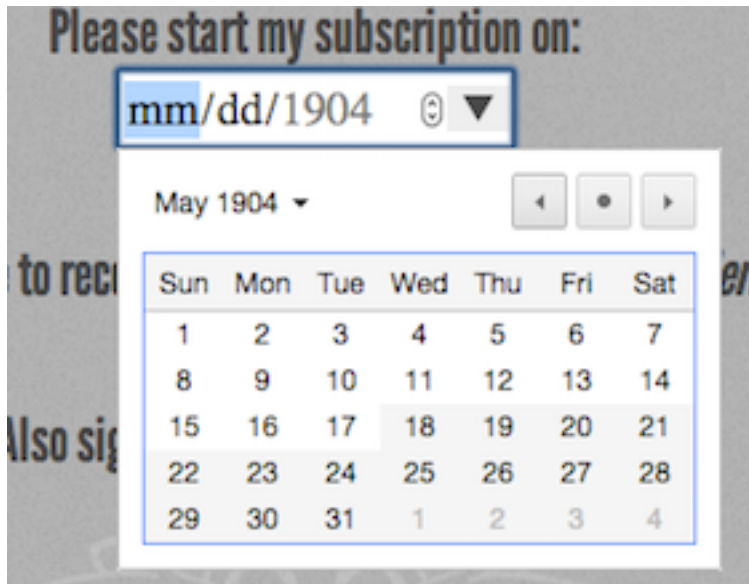 Please start my subscription on:
mm/dd/1904
May 1904
to
Sun Mon Tue Wed Thu Fri Sat
1 2 3 4 5 6 7
8 9 10 11 12 13 14
15 16 17 18 19 20 21
Also
22 23 24 25 26 27 28
29 30 31 1 2 3 4